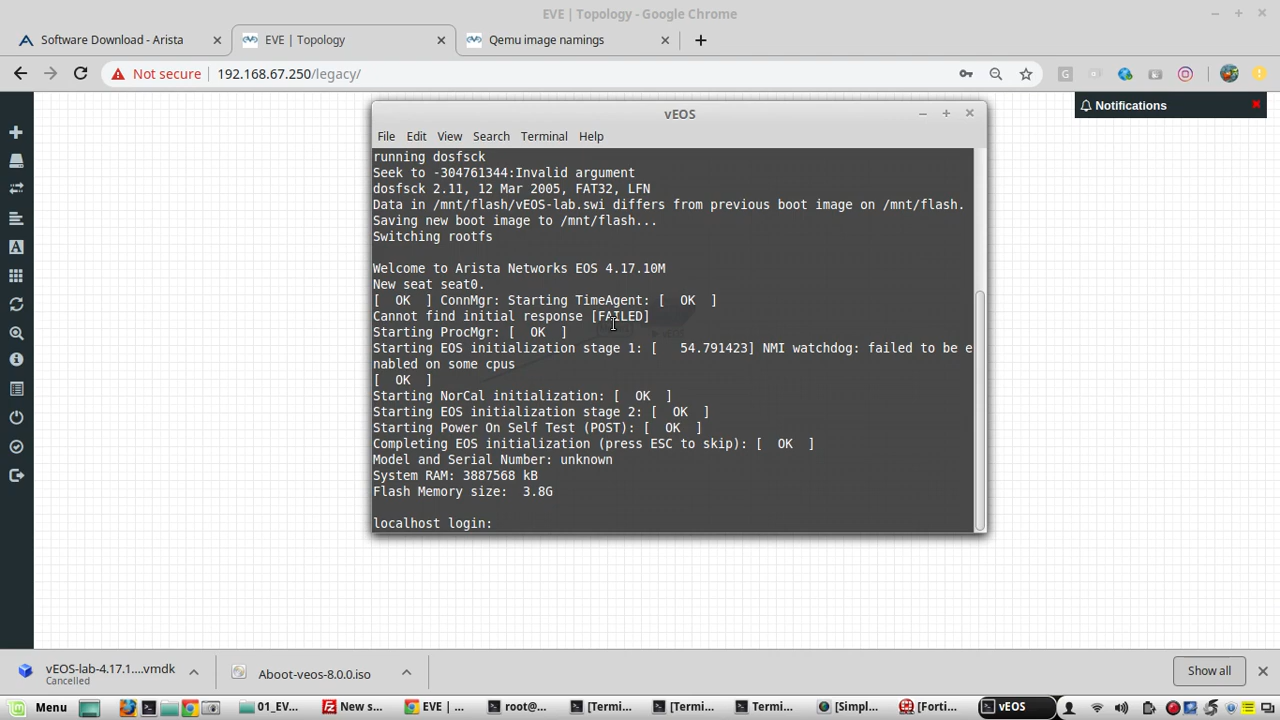 EVE | Topology - Google Chrome
Software Download - Arista
EVE | Topology
Qemu image namings
Not secure
192.168.67.250/legacy/
Notifications
vEOS
File Edit View Search Terminal Help
running dosfsck
Seek to -304761344:Invalid argument
dosfsck 2.11, 12 Mar 2005, FAT32, LFN
Data in /mnt/flash/vEOS-lab.swi differs from previous boot image on /mnt/flash.
Saving new boot image to /mnt/flash...
Switching rootfs
Welcome to Arista Networks EOS 4.17.10M
New seat seat0.
[  OK  ] ConnMgr: Starting TimeAgent: [  OK  ]
Cannot find initial response [FAILED]
Starting ProcMgr: [  OK  ]
Starting EOS initialization stage 1: [   54.791423] NMI watchdog: failed to be e
nabled on some cpus
[  OK  ]
Starting NorCal initialization: [  OK  ]
Starting EOS initialization stage 2: [  OK  ]
Starting Power On Self Test (POST): [  OK  ]
Completing EOS initialization (press ESC to skip): [  OK  ]
Model and Serial Number: unknown
System RAM: 3887568 kB
Flash Memory size:  3.8G
localhost login:
vEOS-lab-4.17.1....vmdk
Cancelled
Aboot-veos-8.0.0.iso
Show all
Menu
01_EV...
New s...
EVE |...
root@...
[Termi...
[Termi...
Termi...
[Simpl...
[Forti...
vEOS